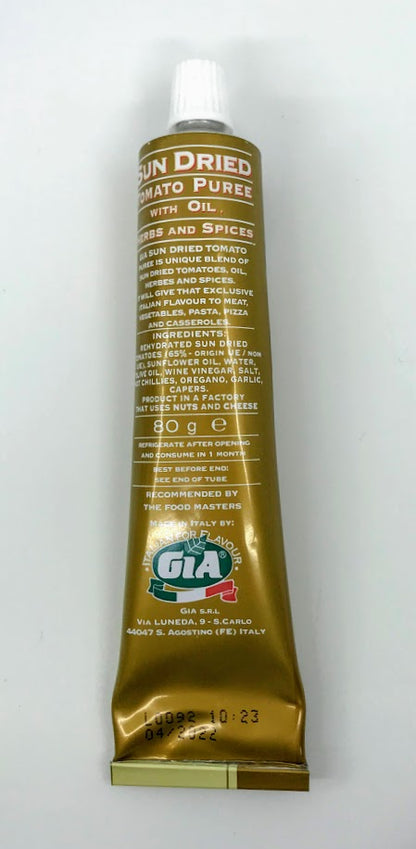 SUN DRIED
TOMATO PUREE
WITH OIL,
HERBS AND SPICES
GIA SUN DRIED TOMATO
PUREE IS UNIQUE BLEND OF
SUN DRIED TOMATOES, OIL,
HERBES AND SPICES.
IT WILL GIVE THAT EXCLUSIVE
ITALIAN FLAVOUR TO MEAT,
VEGETABLES, PASTA, PIZZA
AND CASSEROLES.
INGREDIENTS:
REHYDRATED SUN DRIED
TOMATOES (65% - ORIGIN UE / NON
UE), SUNFLOWER OIL, WATER,
OLIVE OIL, WINE VINEGAR, SALT,
HOT CHILLIES, OREGANO, GARLIC,
CAPERS.
PRODUCT IN A FACTORY
THAT USES NUTS AND CHEESE
80 g e
REFRIGERATE AFTER OPENING
AND CONSUME IN 1 MONTH
BEST BEFORE END:
SEE END OF TUBE
RECOMMENDED BY
THE FOOD MASTERS
MADE IN ITALY BY:
• ITALIAN FOR FLAVOUR •
GIA®
GIA S.R.L
VIA LUNEDA, 9 - S.CARLO
44047 S. AGOSTINO (FE) ITALY
L0092 10:23
04/2022